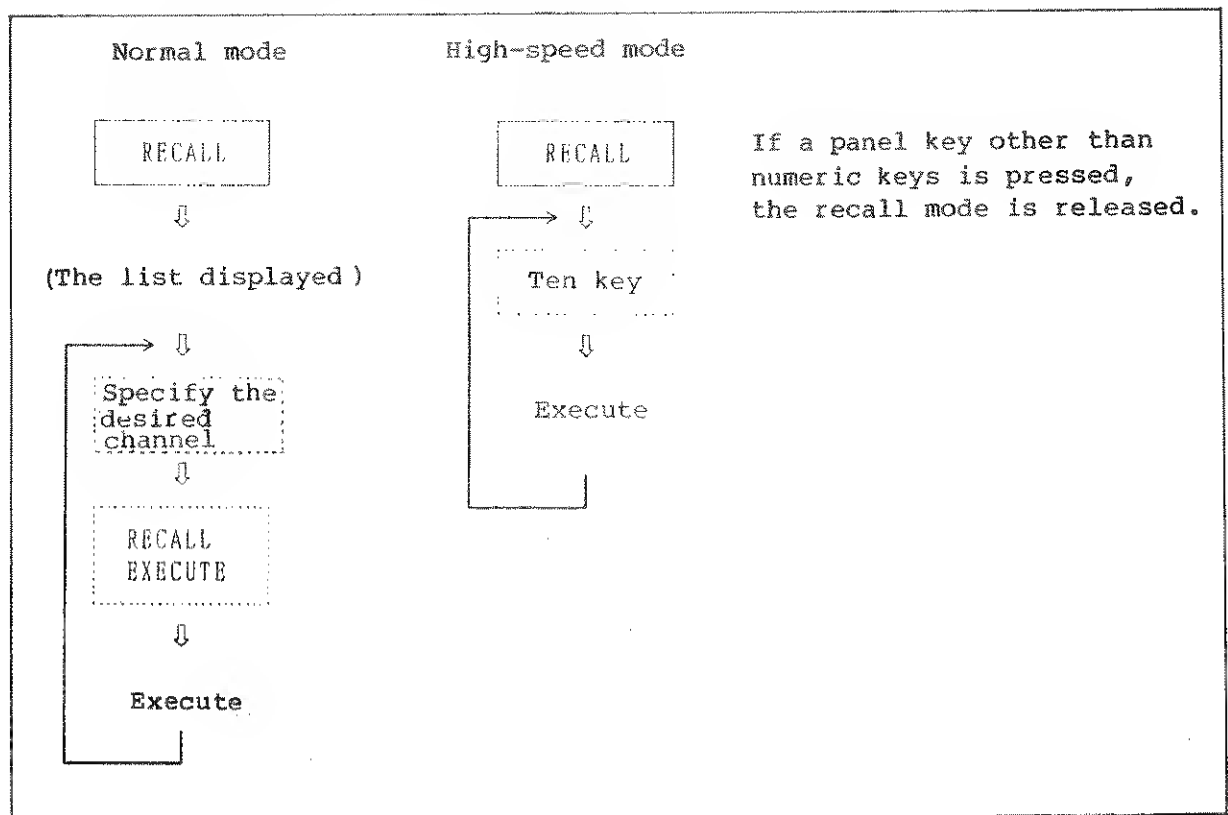 Normal mode
RECALL
(The list displayed)
Specify the
desired
channel
RECALL
EXECUTE
Execute
High-speed mode
RECALL
Ten key
Execute
If a panel key other than
numeric keys is pressed,
the recall mode is released.